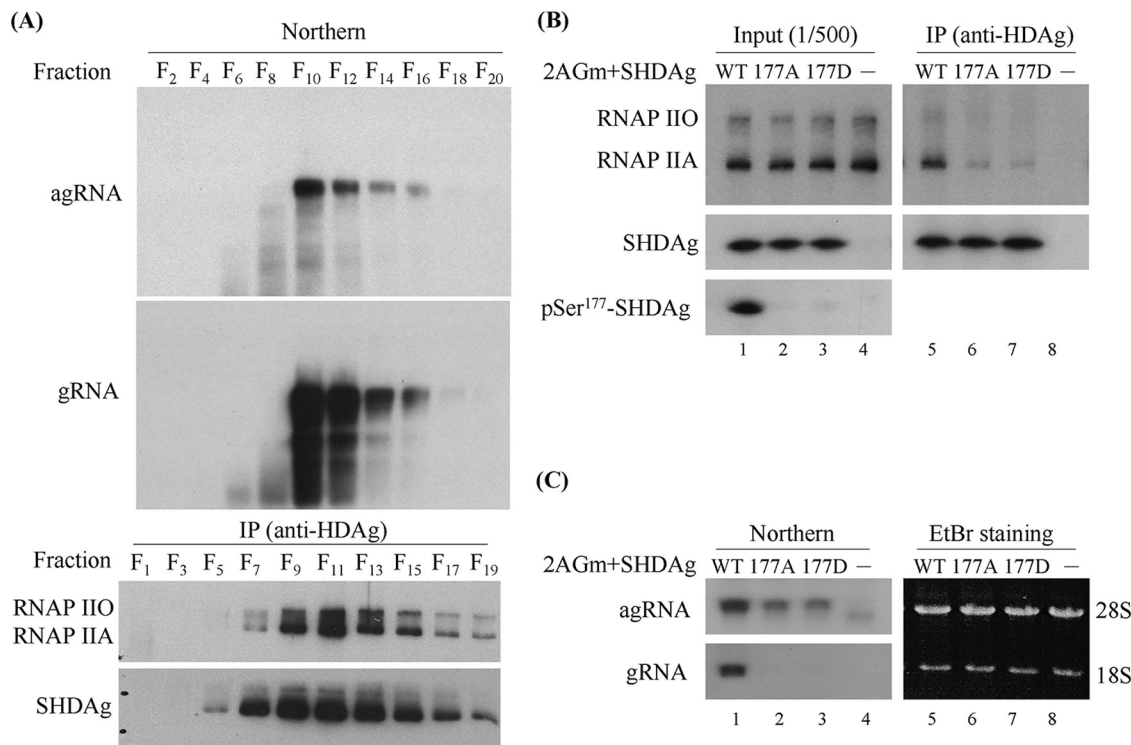 (A)
Northern
Fraction F2 F4 F6 F8 F10 F12 F14 F16 F18 F20
agRNA
gRNA
IP (anti-HDAg)
Fraction F1 F3 F5 F7 F9 F11 F13 F15 F17 F19
RNAP IIO
RNAP IIA
SHDAg
(B)
Input (1/500) IP (anti-HDAg)
2AGm+SHDAg WT 177A 177D — WT 177A 177D —
RNAP IIO
RNAP IIA
SHDAg
pSer177-SHDAg
1 2 3 4 5 6 7 8
(C)
Northern EtBr staining
2AGm+SHDAg WT 177A 177D — WT 177A 177D —
agRNA 28S
gRNA 18S
1 2 3 4 5 6 7 8